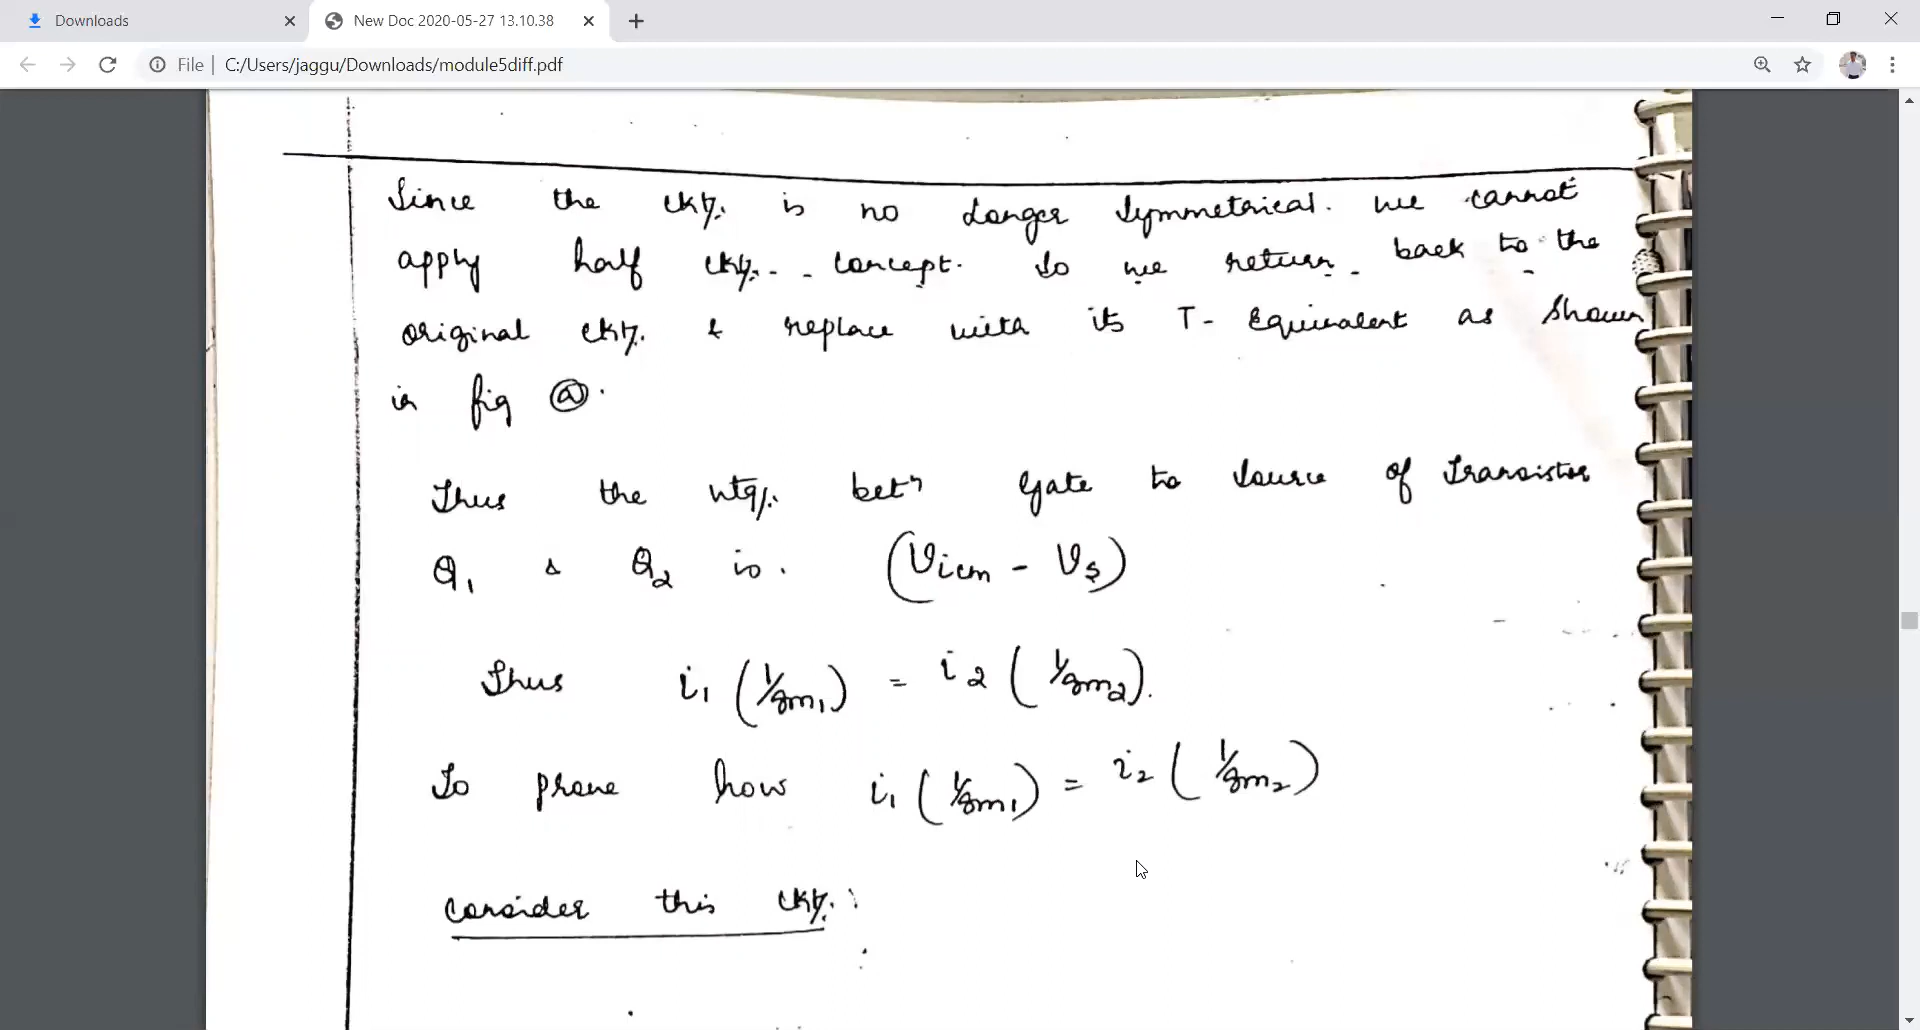 Downloads
New Doc 2020-05-27 13.10.38
File | C:/Users/jaggu/Downloads/module5diff.pdf
Since the ckt. is no longer symmetrical. we cannot
apply half ckt. concept. So we return back to the
original ckt. & replace with its T- Equivalent as shown
in fig ⓐ.
Thus the vtg. betn Gate to Source of Transistor
Q1 & Q2 is. (Vicm - Vs)
Thus i1 (1/gm1) = i2 (1/gm2).
To prove how i1 (1/gm1) = i2 (1/gm2)
consider this ckt. :